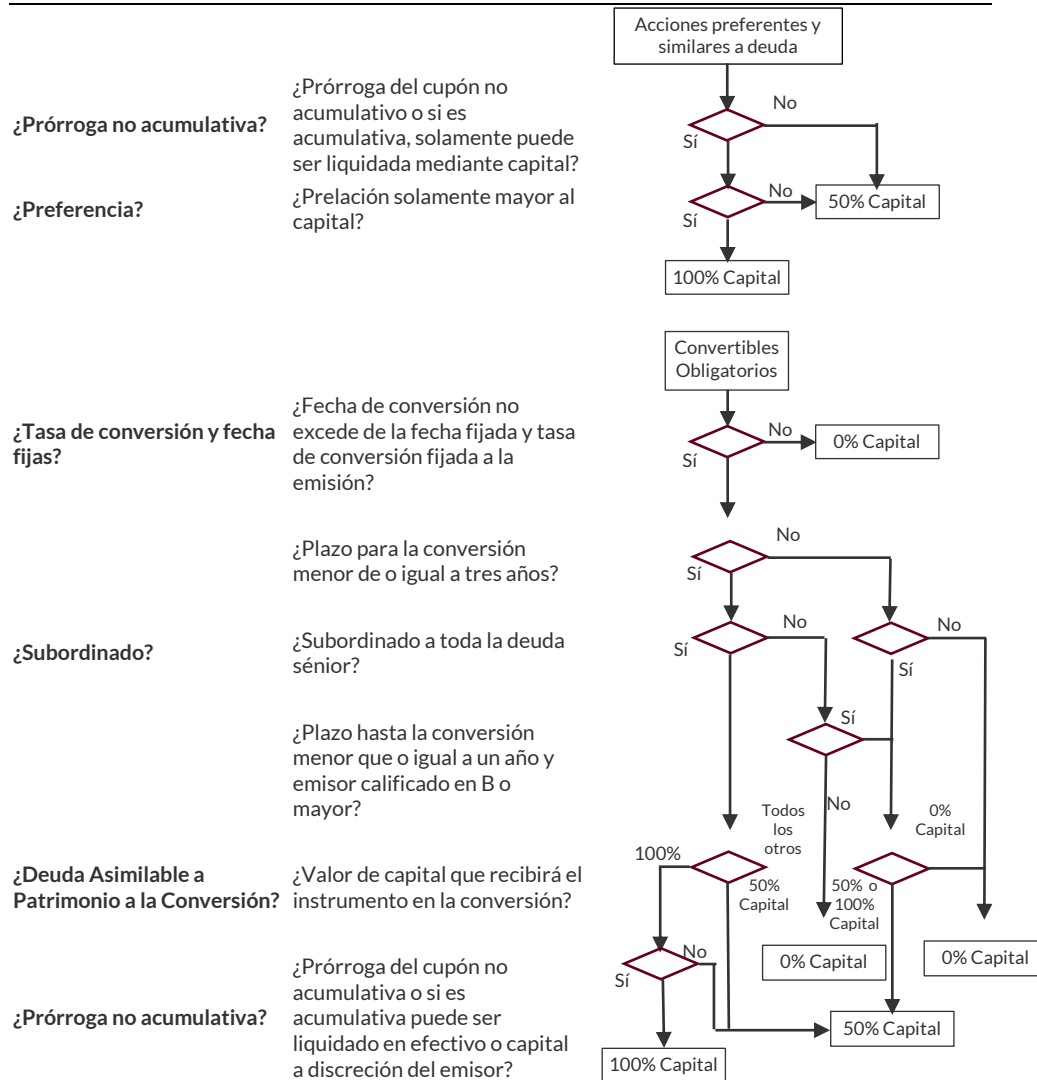 Acciones preferentes y
similares a deuda
¿Prórroga no acumulativa?
¿Prórroga del cupón no
acumulativo o si es
acumulativa, solamente puede
ser liquidada mediante capital?
No
Sí
¿Preferencia?
¿Prelación solamente mayor al
capital?
No
50% Capital
Sí
100% Capital
Convertibles
Obligatorios
¿Tasa de conversión y fecha
fijas?
¿Fecha de conversión no
excede de la fecha fijada y tasa
de conversión fijada a la
emisión?
No
0% Capital
Sí
¿Plazo para la conversión
menor de o igual a tres años?
No
Sí
¿Subordinado?
¿Subordinado a toda la deuda
sénior?
No
No
Sí
Sí
¿Plazo hasta la conversión
menor que o igual a un año y
emisor calificado en B o
mayor?
Sí
No
Todos
los
otros
0%
Capital
¿Deuda Asimilable a
Patrimonio a la Conversión?
¿Valor de capital que recibirá el
instrumento en la conversión?
100%
50%
Capital
50% o
100%
Capital
0% Capital
0% Capital
¿Prórroga no acumulativa?
¿Prórroga del cupón no
acumulativa o si es
acumulativa puede ser
liquidado en efectivo o capital
a discreción del emisor?
No
Sí
50% Capital
100% Capital